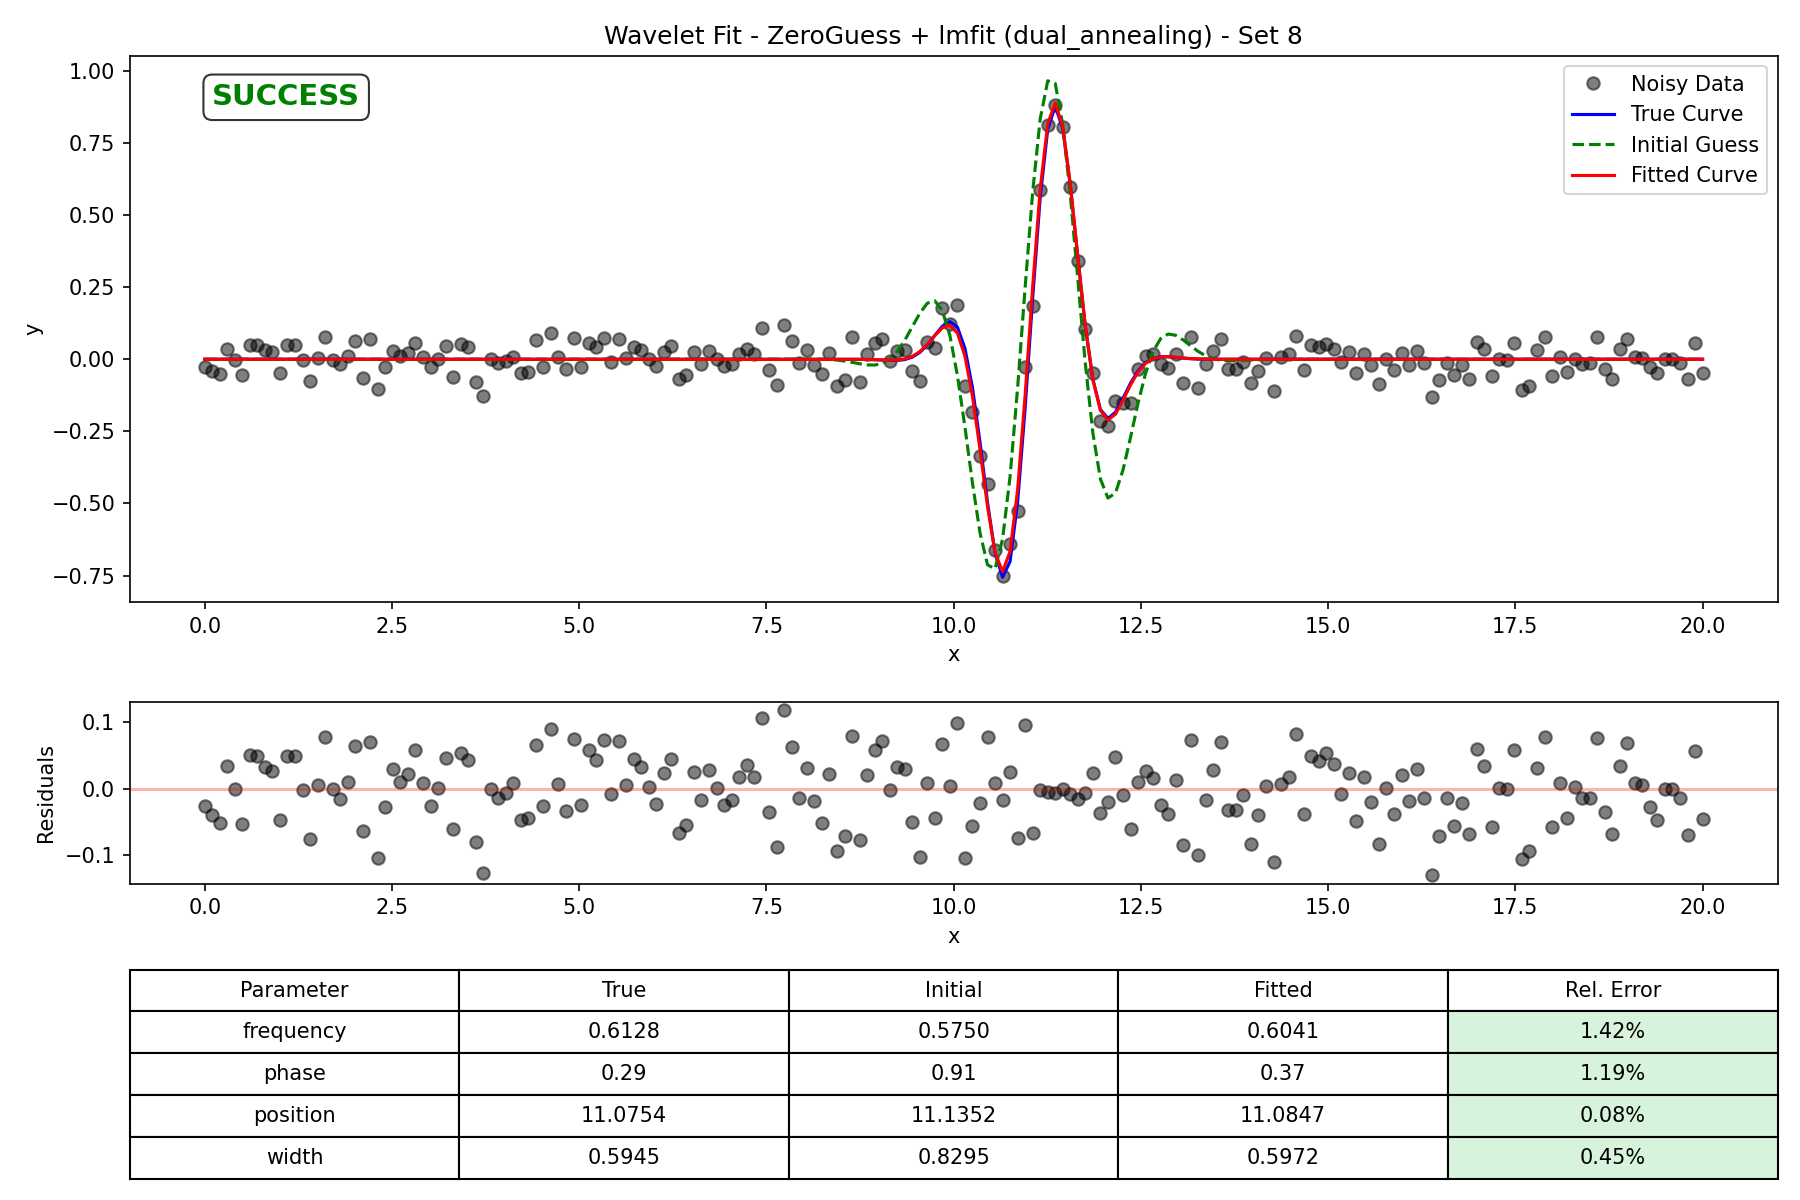 Wavelet Fit - ZeroGuess + lmfit (dual_annealing) - Set 8
SUCCESS
Noisy Data
True Curve
Initial Guess
Fitted Curve
1.00
0.75
0.50
0.25
0.00
−0.25
−0.50
−0.75
y
0.0 2.5 5.0 7.5 10.0 12.5 15.0 17.5 20.0
x
0.1
0.0
−0.1
Residuals
0.0 2.5 5.0 7.5 10.0 12.5 15.0 17.5 20.0
x
Parameter True Initial Fitted Rel. Error
frequency 0.6128 0.5750 0.6041 1.42%
phase 0.29 0.91 0.37 1.19%
position 11.0754 11.1352 11.0847 0.08%
width 0.5945 0.8295 0.5972 0.45%